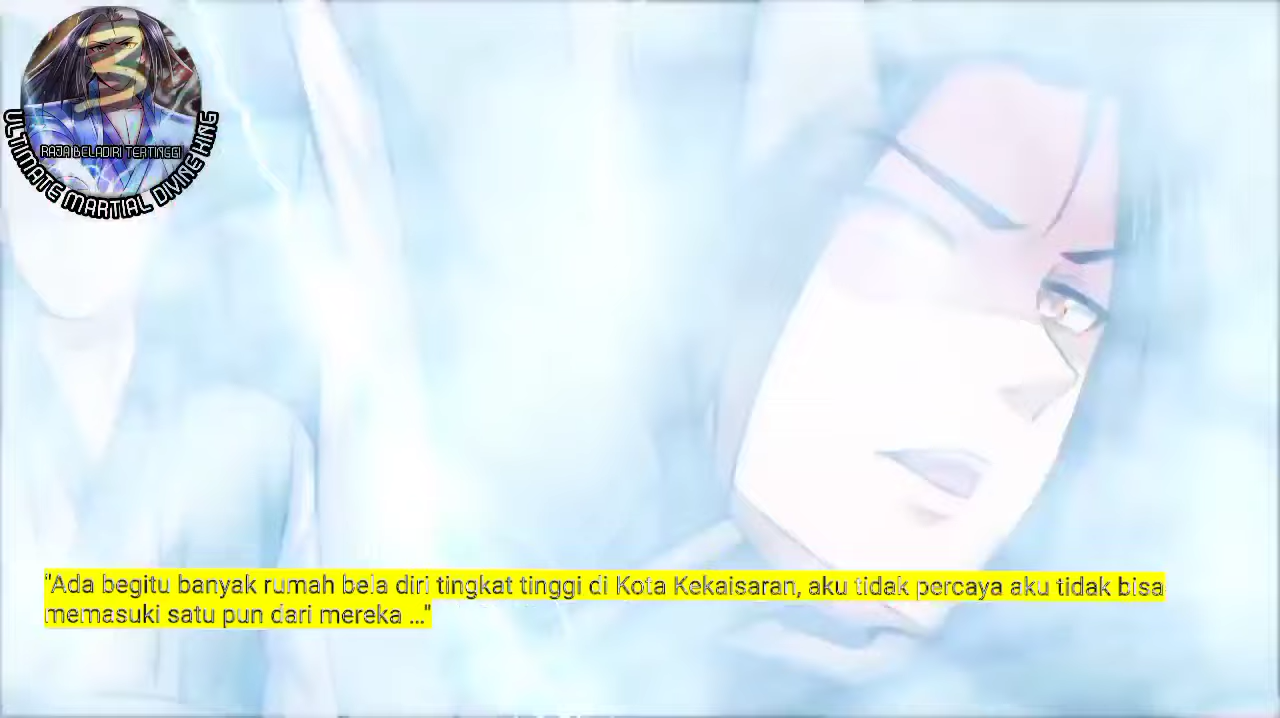 RAJA BELADIRI TERTINGGI
ULTIMATE MARTIAL DIVINE KING
"Ada begitu banyak rumah bela diri tingkat tinggi di Kota Kekaisaran, aku tidak percaya aku tidak bisa
memasuki satu pun dari mereka ..."